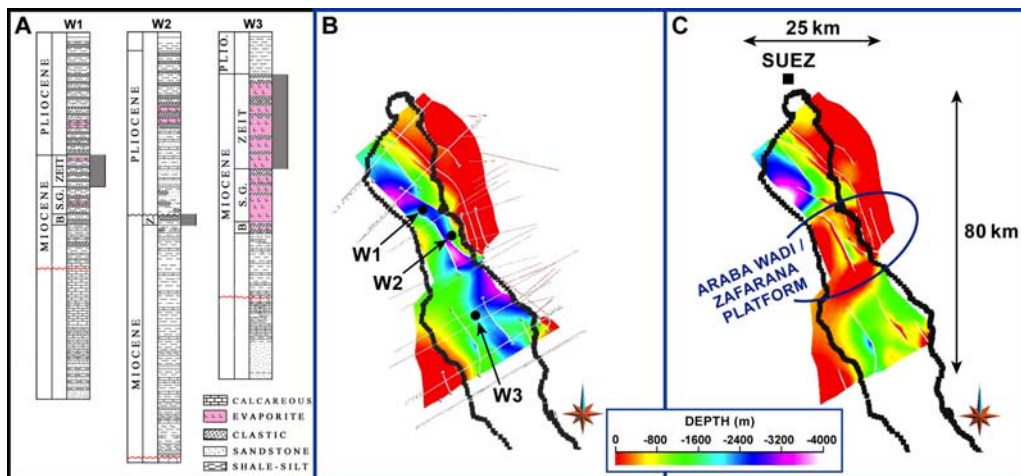 A
W1
W2
W3
PLIOCENE
MIOCENE
ZEIT
S.G.
B
PLIOCENE
MIOCENE
Z
PLIO.
MIOCENE
ZEIT
S.G.
B
CALCAREOUS
EVAPORITE
CLASTIC
SANDSTONE
SHALE-SILT
B
W1
W2
W3
C
25 km
SUEZ
80 km
ARABA WADI /
ZAFARANA
PLATFORM
DEPTH (m)
0 -800 -1600 -2400 -3200 -4000